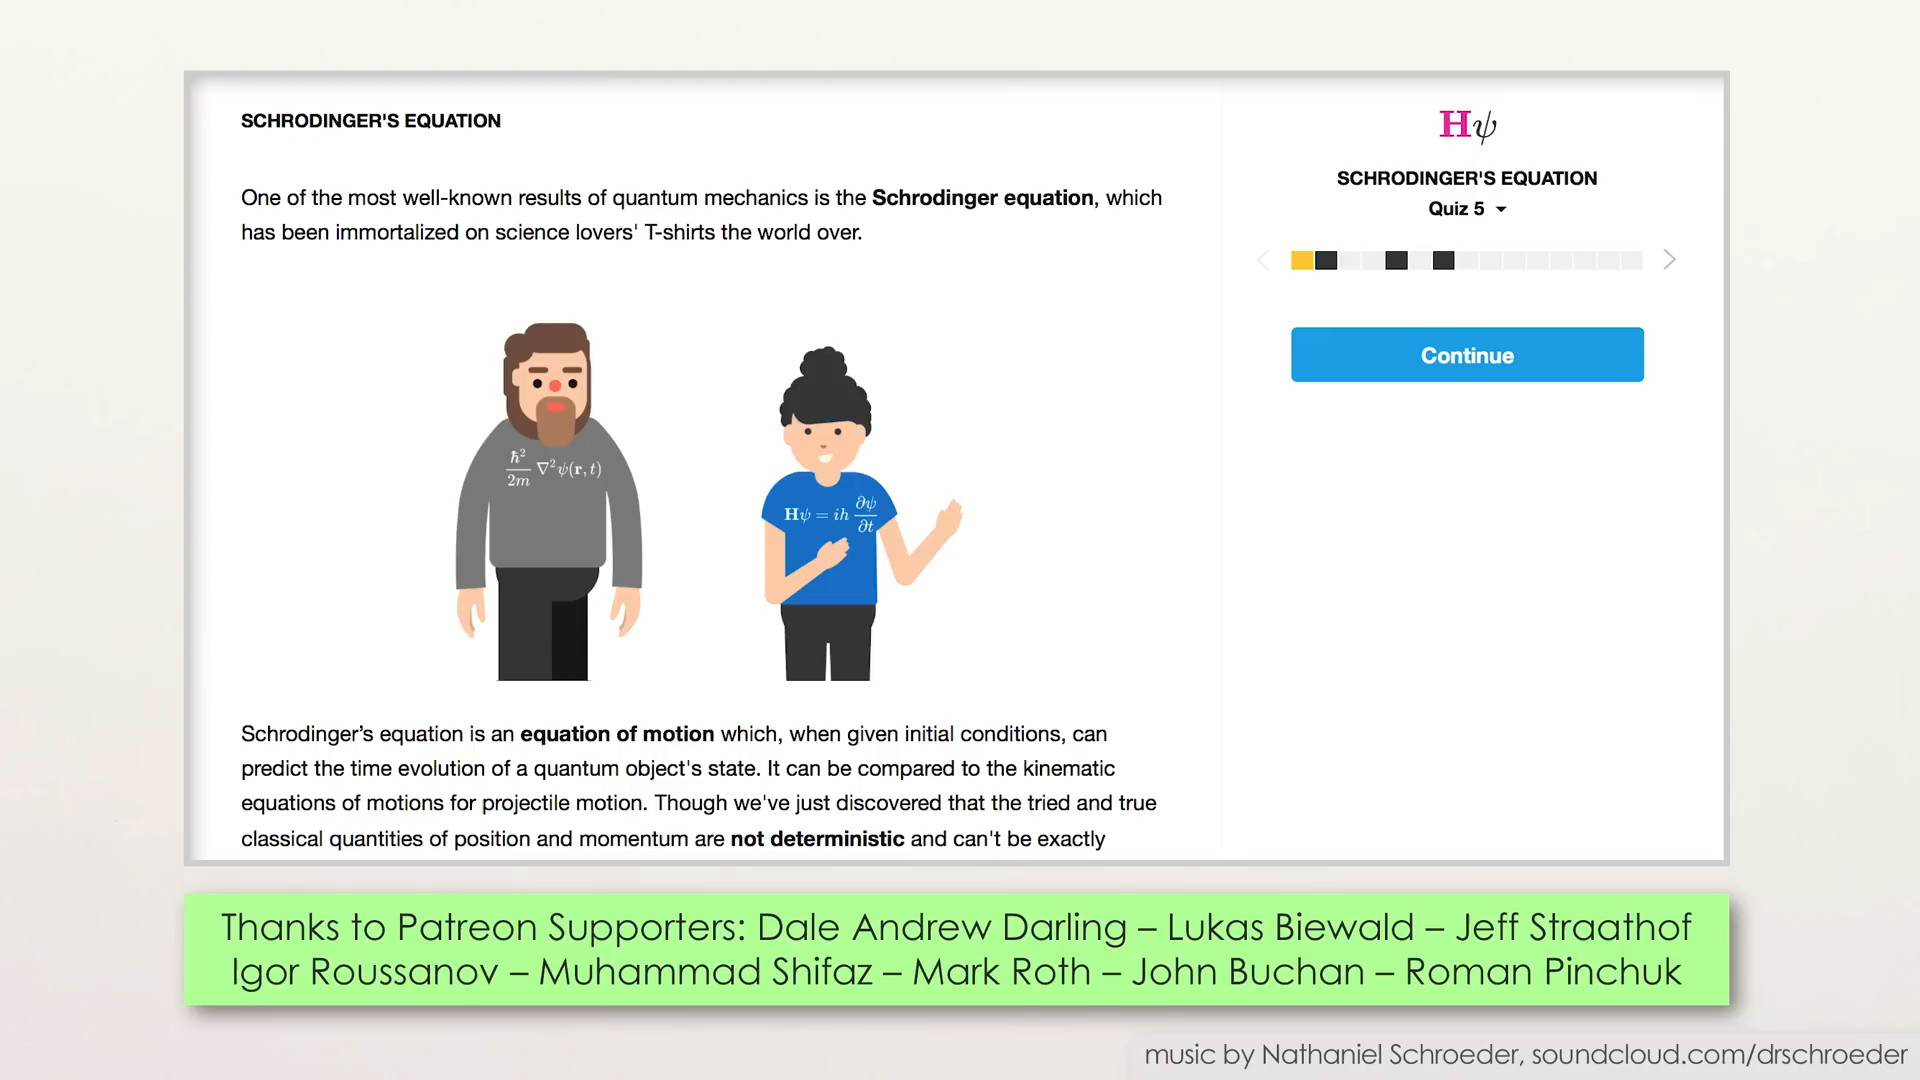 SCHRODINGER'S EQUATION
One of the most well-known results of quantum mechanics is the Schrodinger equation, which
has been immortalized on science lovers' T-shirts the world over.
ħ²/2m ∇²ψ(r, t)
Hψ = ih ∂ψ/∂t
Schrodinger’s equation is an equation of motion which, when given initial conditions, can
predict the time evolution of a quantum object's state. It can be compared to the kinematic
equations of motions for projectile motion. Though we've just discovered that the tried and true
classical quantities of position and momentum are not deterministic and can't be exactly
Hψ
SCHRODINGER'S EQUATION
Quiz 5
Continue
Thanks to Patreon Supporters: Dale Andrew Darling – Lukas Biewald – Jeff Straathof
Igor Roussanov – Muhammad Shifaz – Mark Roth – John Buchan – Roman Pinchuk
music by Nathaniel Schroeder, soundcloud.com/drschroeder